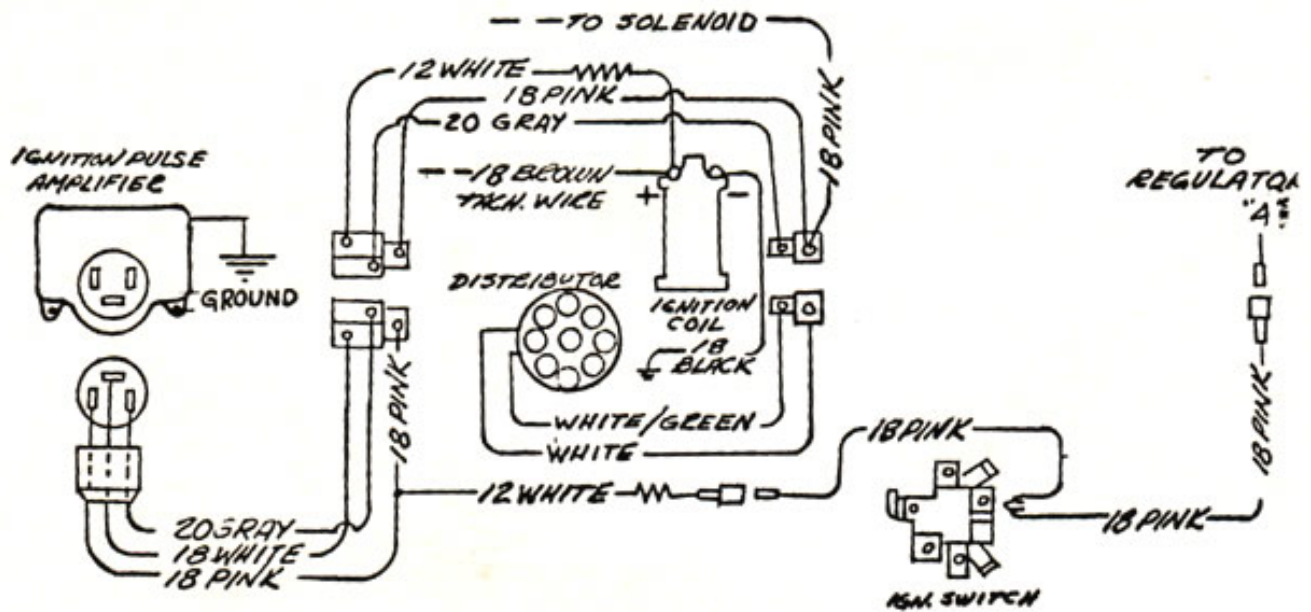 — — TO SOLENOID
12 WHITE
18 PINK
20 GRAY
18 PINK
IGNITION PULSE
AMPLIFIER
— — 18 BROWN
TACH. WIRE
+
-
TO
REGULATOR
"A"
GROUND
DISTRIBUTOR
IGNITION
COIL
18
BLACK
18 PINK
WHITE/GREEN
WHITE
18 PINK
18 PINK
12 WHITE
18 PINK
20 GRAY
18 WHITE
18 PINK
IGN. SWITCH